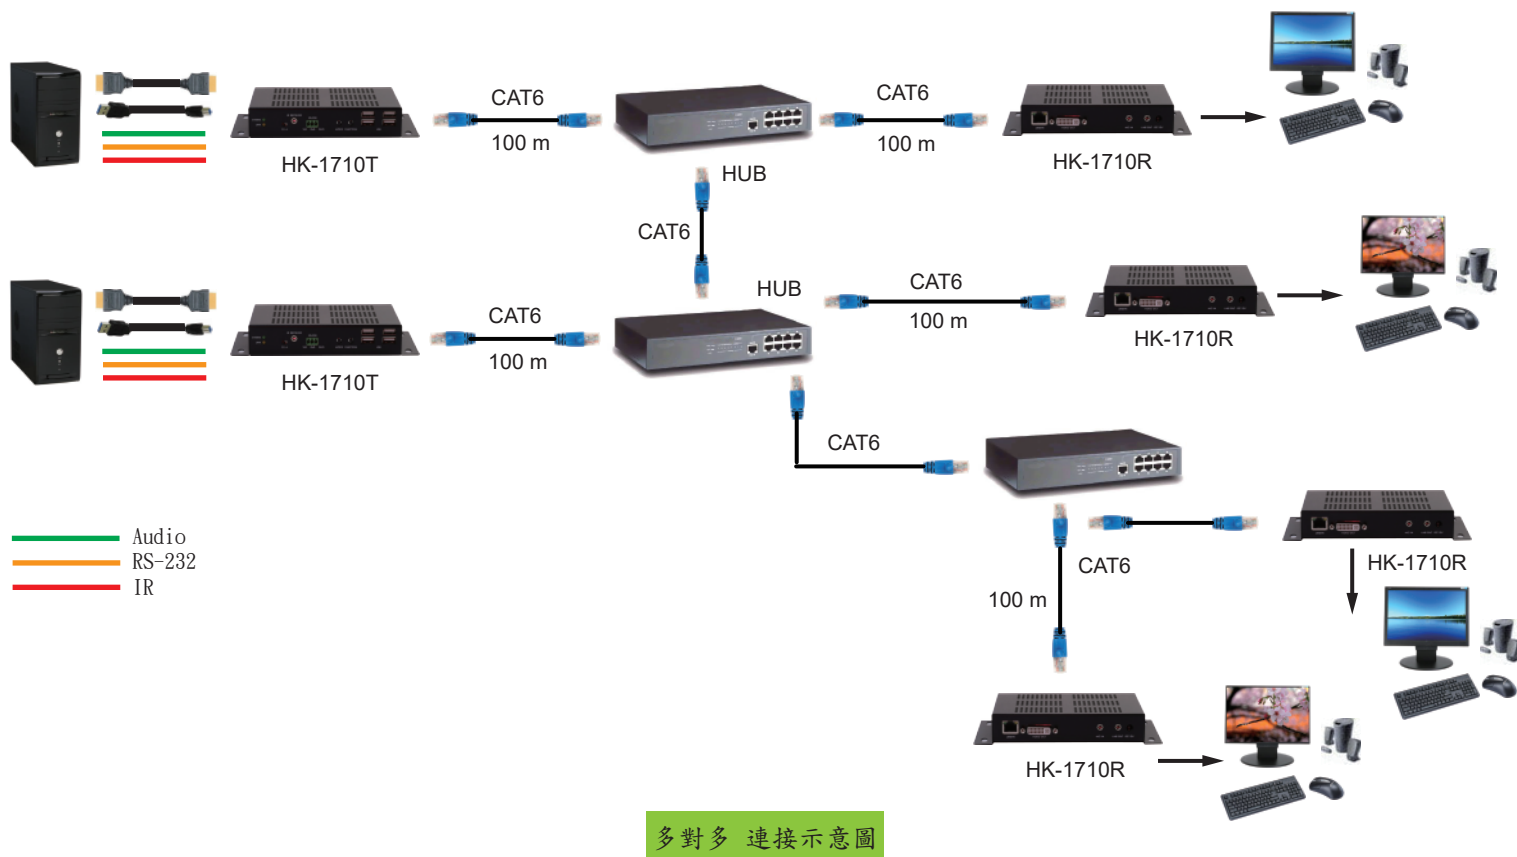 CAT6
100 m
HK-1710T
HUB
CAT6
100 m
HK-1710R
CAT6
CAT6
100 m
HK-1710T
HUB
CAT6
100 m
HK-1710R
CAT6
Audio
RS-232
IR
CAT6
100 m
HK-1710R
HK-1710R
多對多 連接示意圖